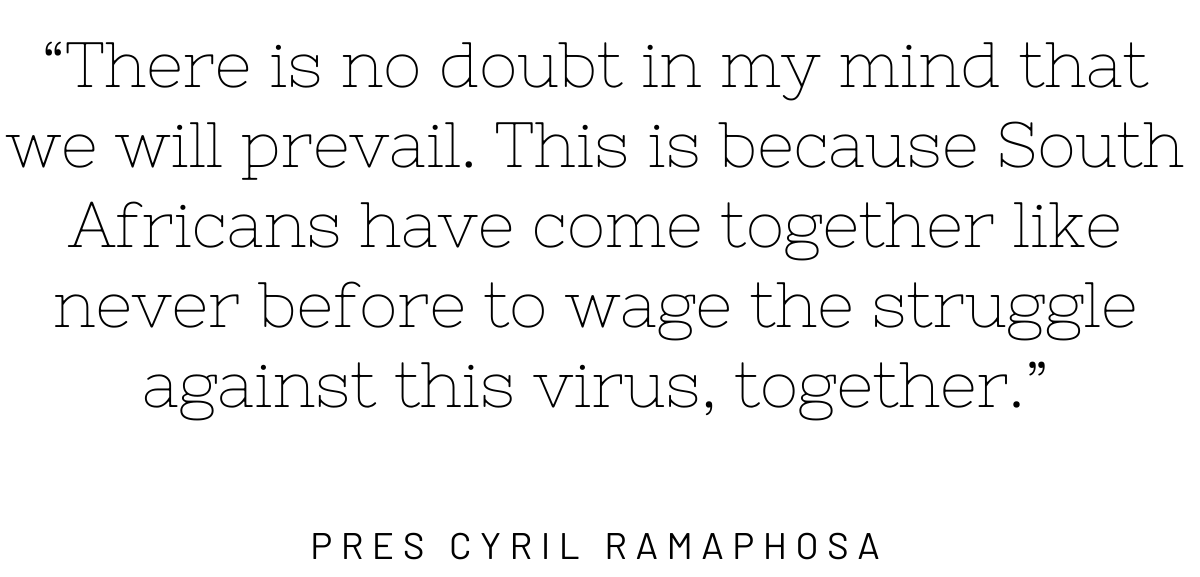 “There is no doubt in my mind that
we will prevail. This is because South
Africans have come together like
never before to wage the struggle
against this virus, together.”
PRES CYRIL RAMAPHOSA